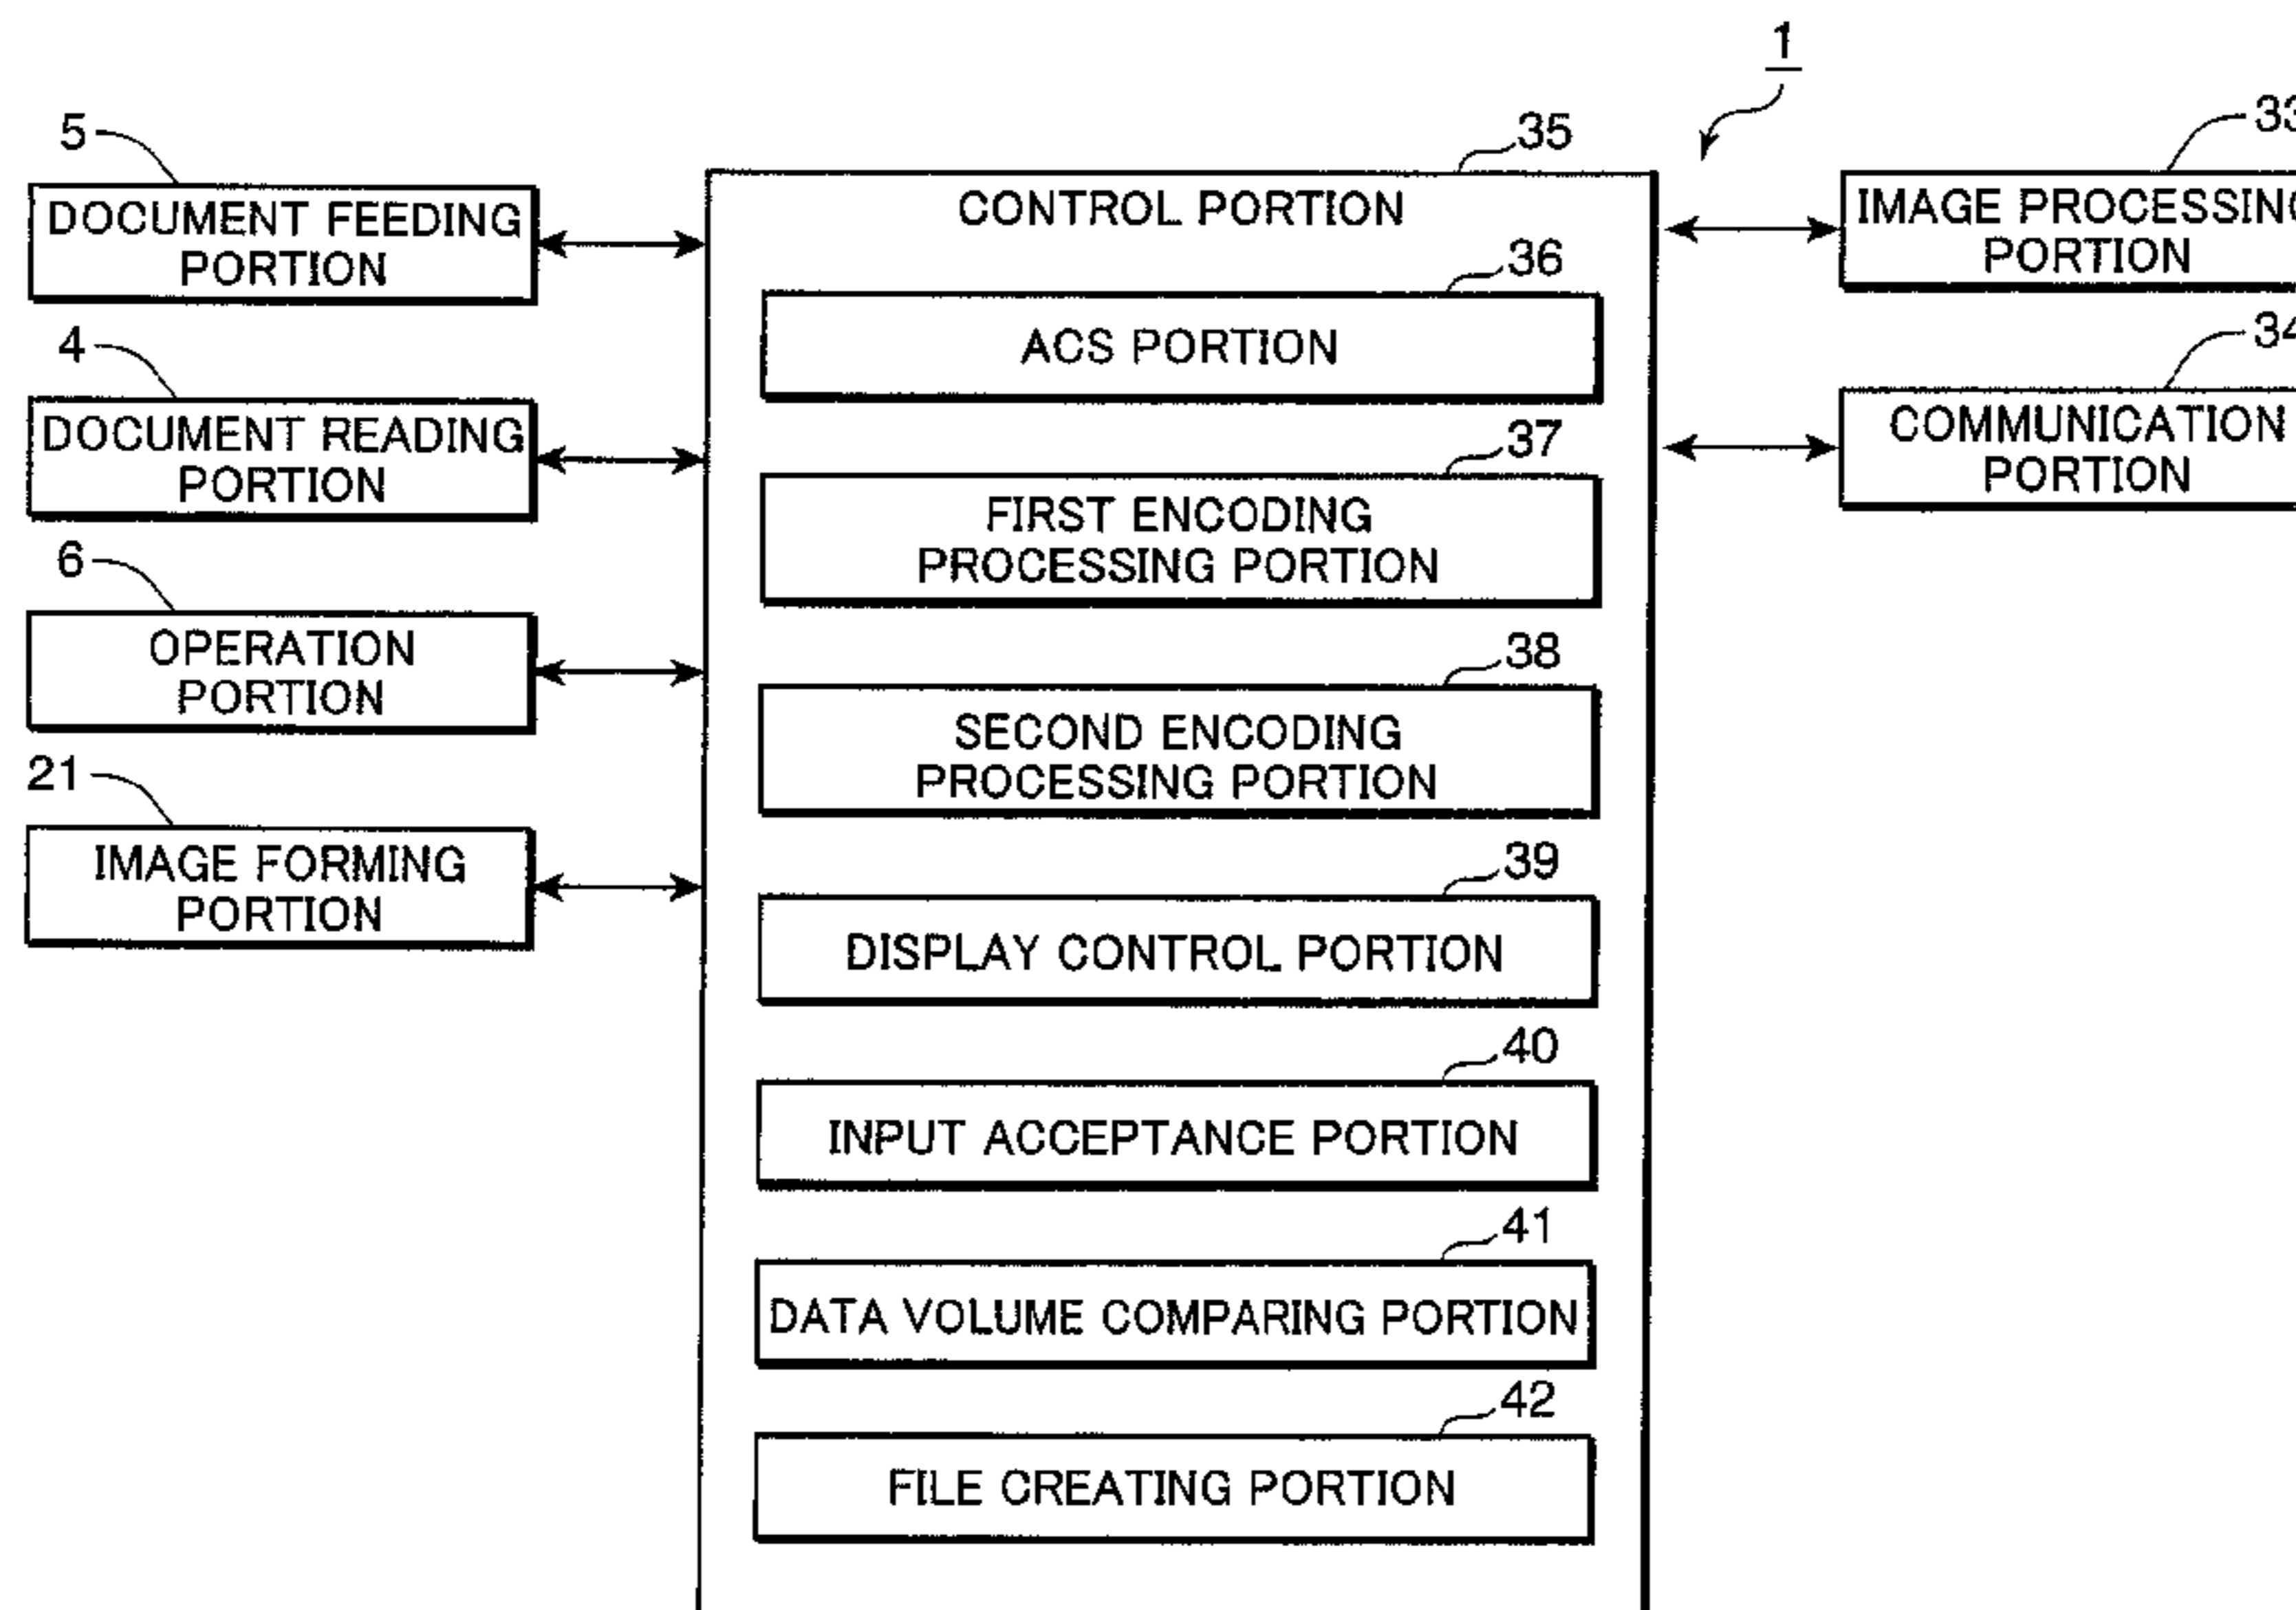 1
5
DOCUMENT FEEDING
PORTION
4
DOCUMENT READING
PORTION
6
OPERATION
PORTION
21
IMAGE FORMING
PORTION
35
CONTROL PORTION
36
ACS PORTION
37
FIRST ENCODING
PROCESSING PORTION
38
SECOND ENCODING
PROCESSING PORTION
39
DISPLAY CONTROL PORTION
40
INPUT ACCEPTANCE PORTION
41
DATA VOLUME COMPARING PORTION
42
FILE CREATING PORTION
33
IMAGE PROCESSING
PORTION
34
COMMUNICATION
PORTION